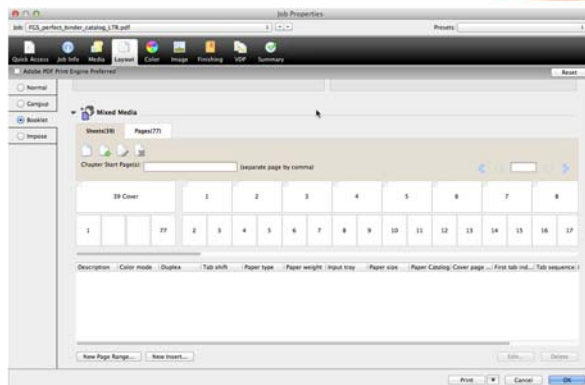 Job Properties
Job: FGS_perfect_binder_catalog_LTR.pdf Presets:
Quick Access Job Info Media Layout Color Image Finishing VDP Summary
Adobe PDF Print Engine Preferred Reset
Normal
Gangup
Booklet
Impose
Mixed Media
Sheets(39) Pages(77)
Chapter Start Page(s): (separate page by comma)
39 Cover 1 2 3 4 5 6 7 8
1 77 2 3 4 5 6 7 8 9 10 11 12 13 14 15 16 17
Description Color mode Duplex Tab shift Paper type Paper weight Input tray Paper size Paper Catalog Cover page ... First tab ind... Tab sequence
New Page Range... New Insert... Edit... Delete
Print Cancel OK